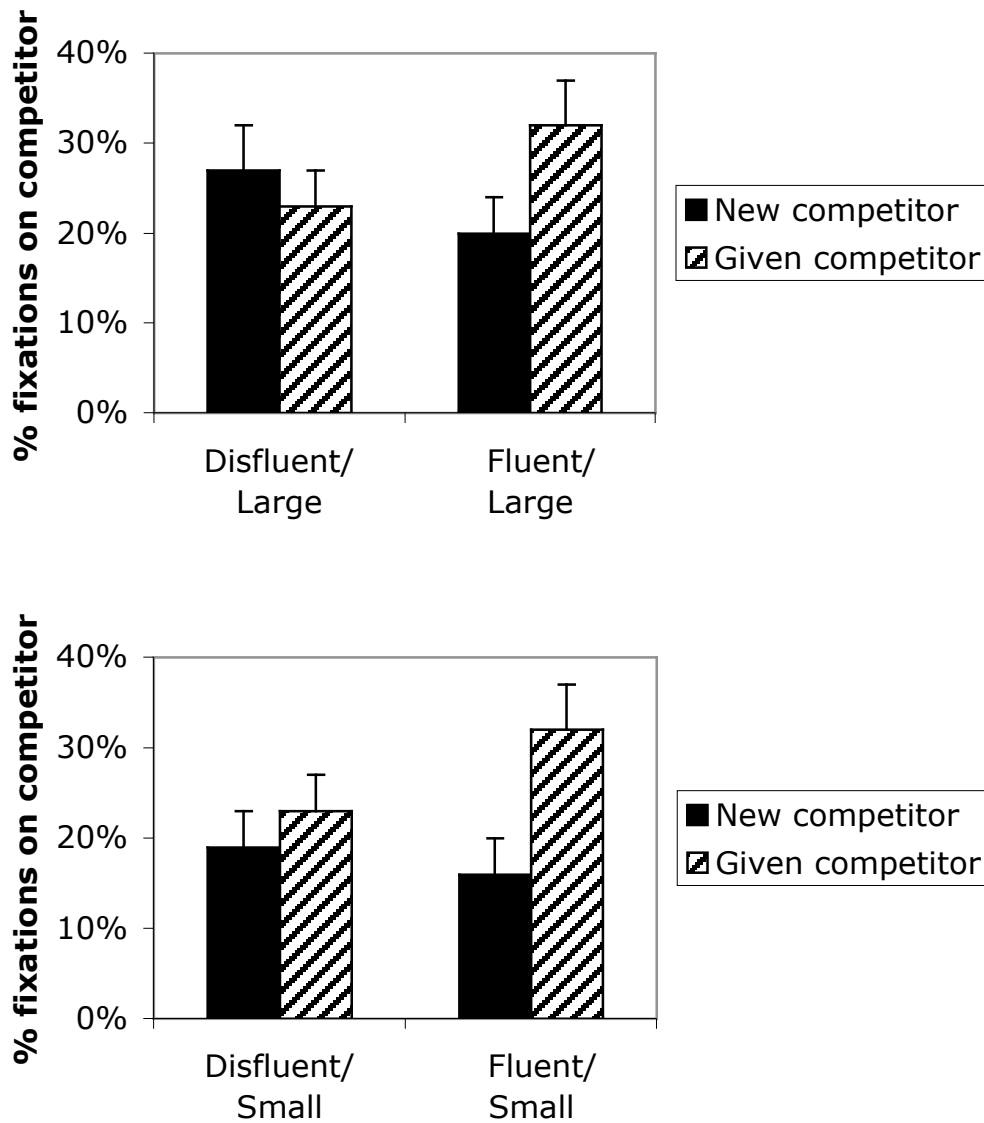 % fixations on competitor
40%
30%
20%
10%
0%
Disfluent/
Large
Fluent/
Large
New competitor
Given competitor
% fixations on competitor
40%
30%
20%
10%
0%
Disfluent/
Small
Fluent/
Small
New competitor
Given competitor